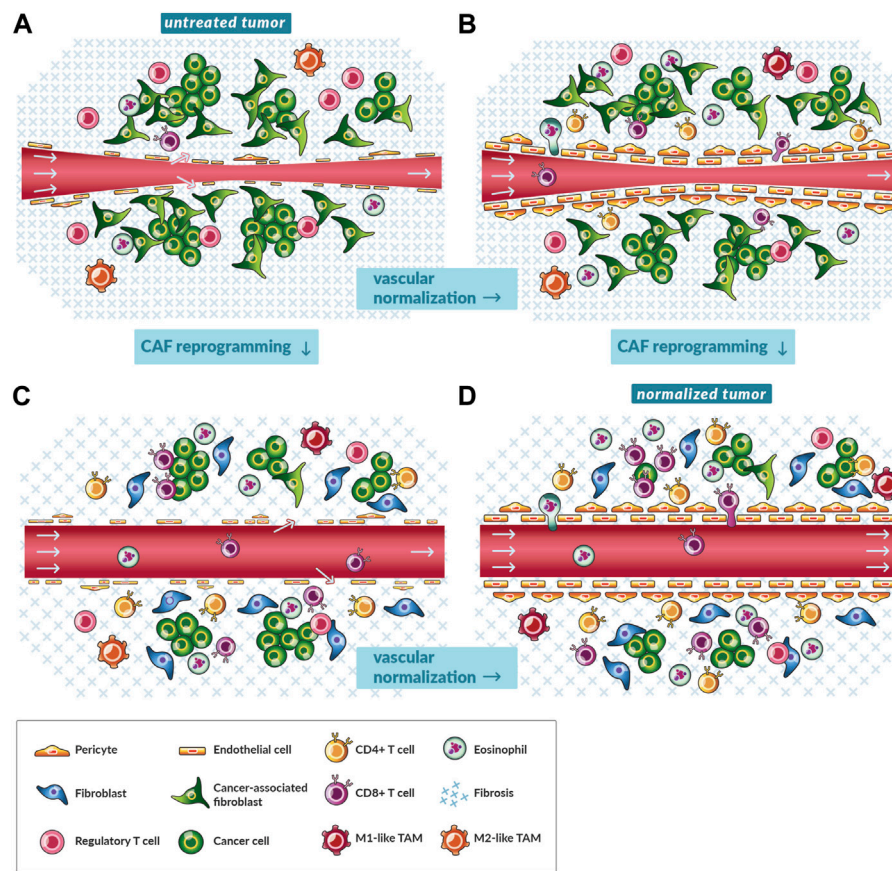 A
untreated tumor
B
vascular
normalization →
CAF reprogramming ↓
CAF reprogramming ↓
C
D
normalized tumor
vascular
normalization →
Pericyte
Endothelial cell
CD4+ T cell
Eosinophil
Fibroblast
Cancer-associated
fibroblast
CD8+ T cell
Fibrosis
Regulatory T cell
Cancer cell
M1-like TAM
M2-like TAM